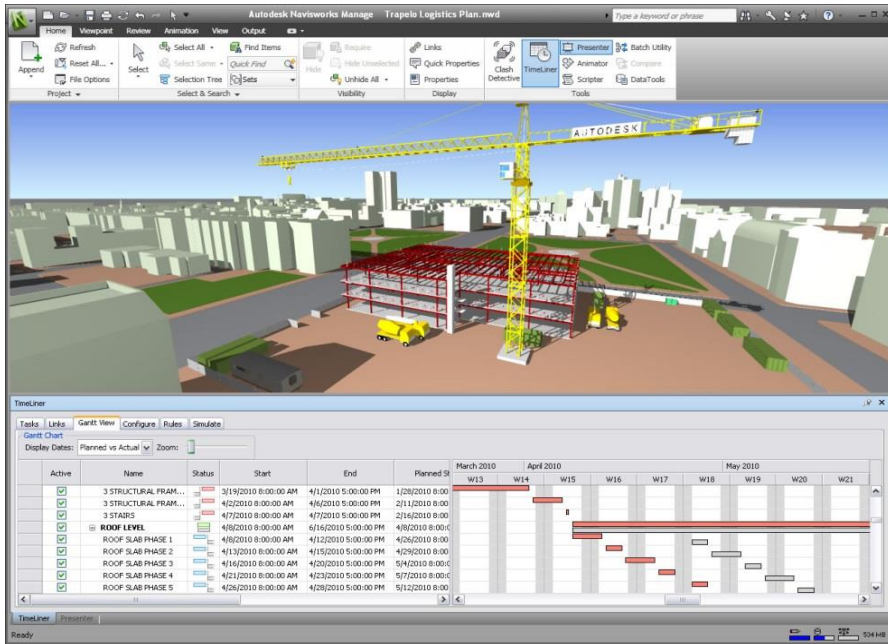 Autodesk Navisworks Manage Trapelo Logistics Plan.nwd
Type a keyword or phrase
Home Viewpoint Review Animation View Output
Append
Refresh
Reset All...
File Options
Project
Select
Select All
Select Same
Selection Tree
Find Items
Quick Find
Sets
Select & Search
Hide
Require
Hide Unselected
Unhide All
Visibility
Links
Quick Properties
Properties
Display
Clash
Detective
TimeLiner
Presenter
Animator
Scripter
Batch Utility
Compare
DataTools
Tools
AUTODESK
TimeLiner
Tasks Links Gantt View Configure Rules Simulate
Gantt Chart
Display Dates: Planned vs Actual Zoom:
Active Name Status Start End Planned St
March 2010 April 2010 May 2010
W13 W14 W15 W16 W17 W18 W19 W20 W21
3 STRUCTURAL FRAM... 3/19/2010 8:00:00 AM 4/1/2010 5:00:00 PM 1/28/2010 8:00
3 STRUCTURAL FRAM... 4/2/2010 8:00:00 AM 4/6/2010 5:00:00 PM 2/11/2010 8:00
3 STAIRS 4/7/2010 8:00:00 AM 4/7/2010 5:00:00 PM 2/16/2010 8:00
ROOF LEVEL 4/8/2010 8:00:00 AM 6/16/2010 5:00:00 PM 4/8/2010 8:00:0
ROOF SLAB PHASE 1 4/8/2010 8:00:00 AM 4/12/2010 5:00:00 PM 4/26/2010 8:00
ROOF SLAB PHASE 2 4/13/2010 8:00:00 AM 4/15/2010 5:00:00 PM 4/29/2010 8:00
ROOF SLAB PHASE 3 4/16/2010 8:00:00 AM 4/20/2010 5:00:00 PM 5/4/2010 8:00:0
ROOF SLAB PHASE 4 4/21/2010 8:00:00 AM 4/23/2010 5:00:00 PM 5/7/2010 8:00:0
ROOF SLAB PHASE 5 4/26/2010 8:00:00 AM 4/28/2010 5:00:00 PM 5/12/2010 8:00
TimeLiner Presenter
Ready
534 MB